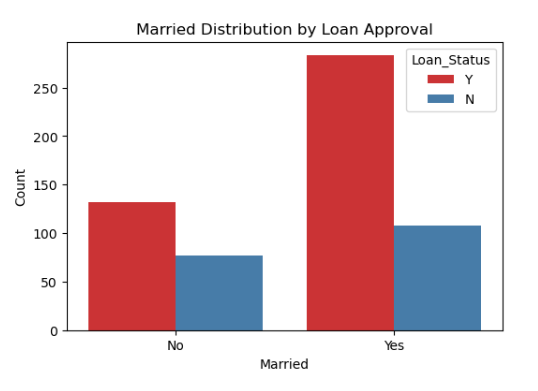 Married Distribution by Loan Approval
Loan_Status
Y
N
Count
250
200
150
100
50
0
No
Yes
Married